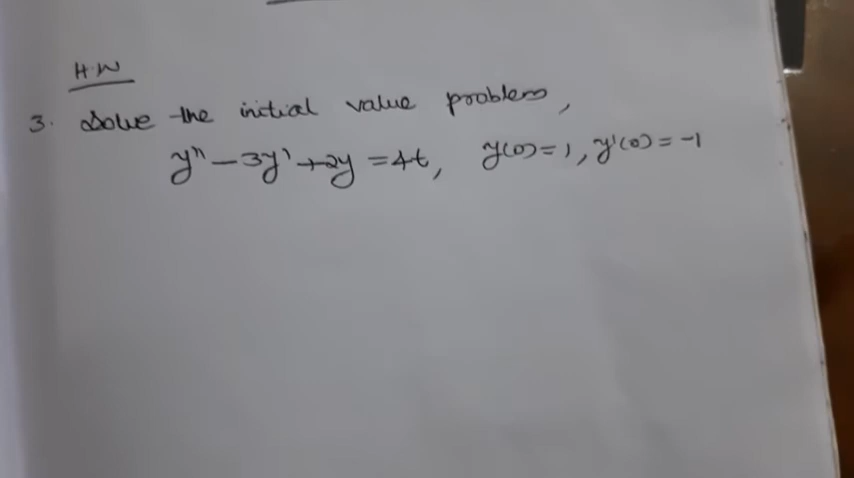 H.W
3. Solve the initial value problem,
y'' - 3y' + 2y = 4t, y(0) = 1, y'(0) = -1